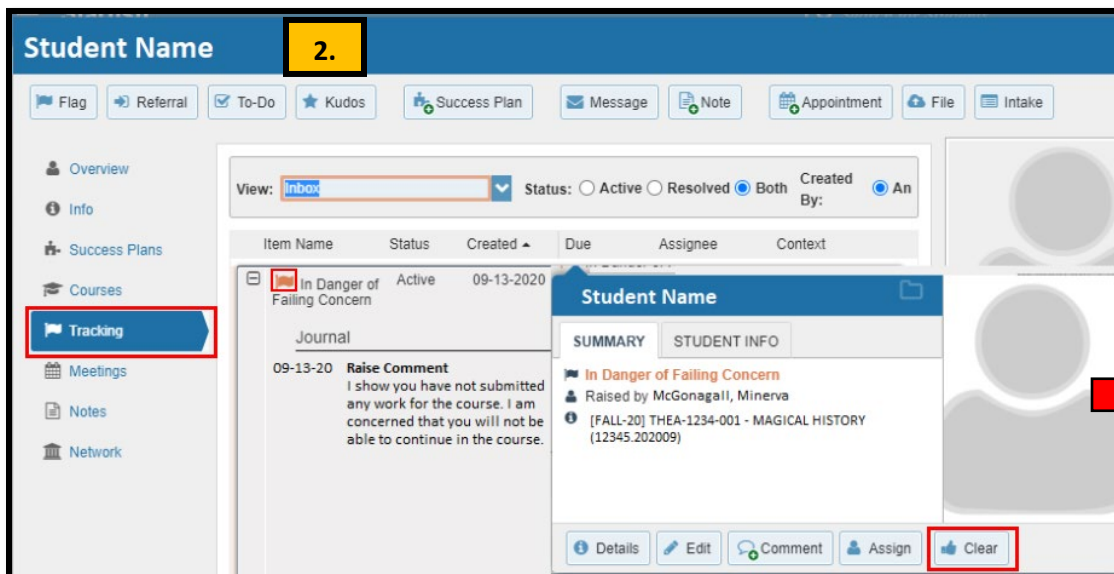 Student Name
2.
Flag Referral To-Do Kudos Success Plan Message Note Appointment File Intake
Overview
Info
Success Plans
Courses
Tracking
Meetings
Notes
Network
View: Inbox Status: Active Resolved Both Created By: An
Item Name Status Created Due Assignee Context
In Danger of Active 09-13-2020
Failing Concern
Journal
09-13-20 Raise Comment
I show you have not submitted
any work for the course. I am
concerned that you will not be
able to continue in the course.
Student Name
SUMMARY STUDENT INFO
In Danger of Failing Concern
Raised by McGonagall, Minerva
[FALL-20] THEA-1234-001 - MAGICAL HISTORY
(12345.202009)
Details Edit Comment Assign Clear